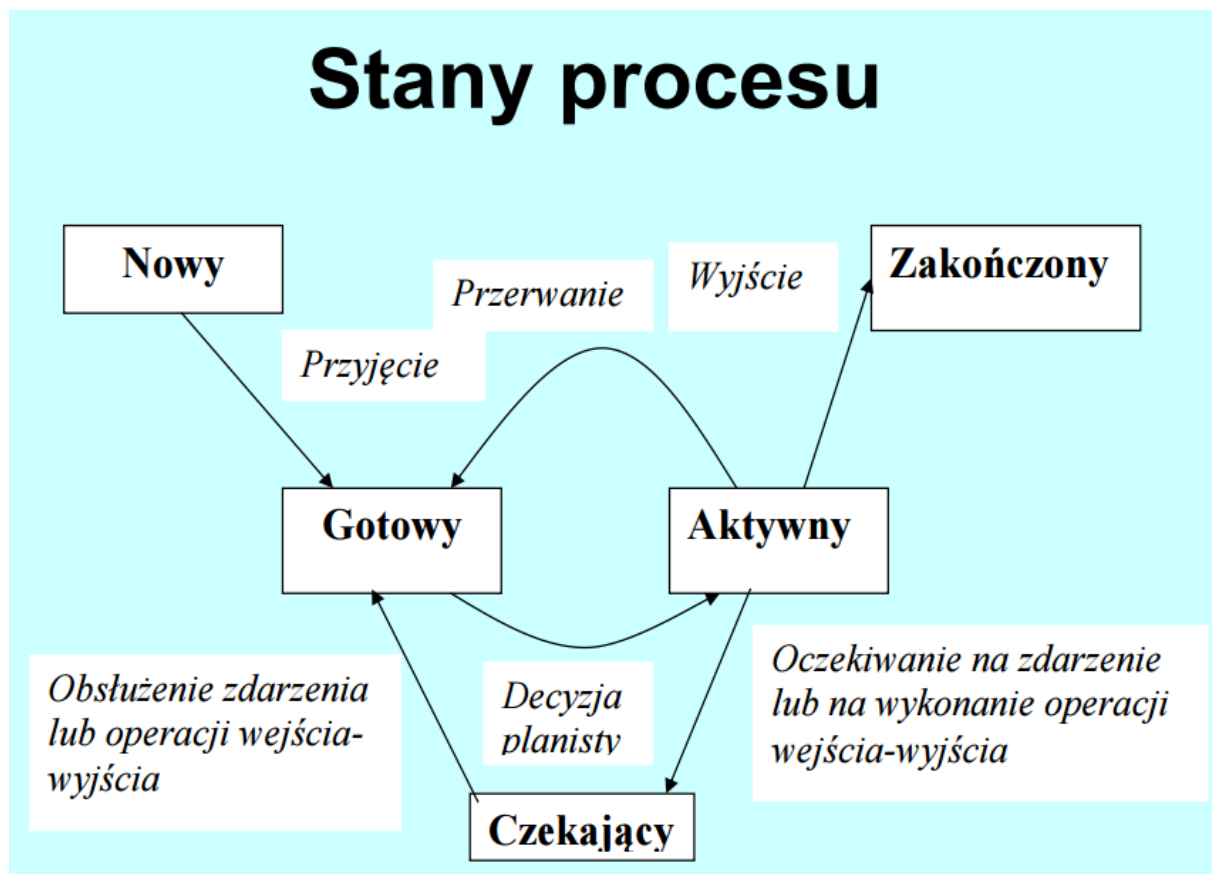 Stany procesu
Nowy
Zakończony
Przerwanie
Wyjście
Przyjęcie
Gotowy
Aktywny
Obsłużenie zdarzenia
lub operacji wejścia-
wyjścia
Decyzja
planisty
Oczekiwanie na zdarzenie
lub na wykonanie operacji
wejścia-wyjścia
Czekający